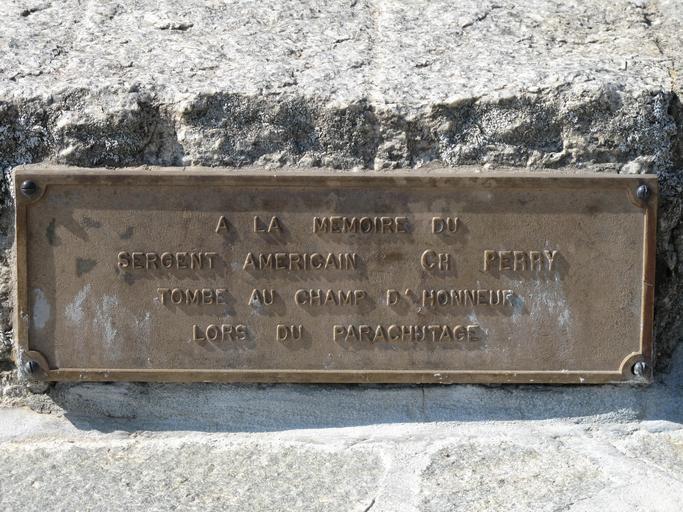 A LA MEMOIRE DU
SERGENT AMERICAIN CH PERRY
TOMBE AU CHAMP D'HONNEUR
LORS DU PARACHUTAGE